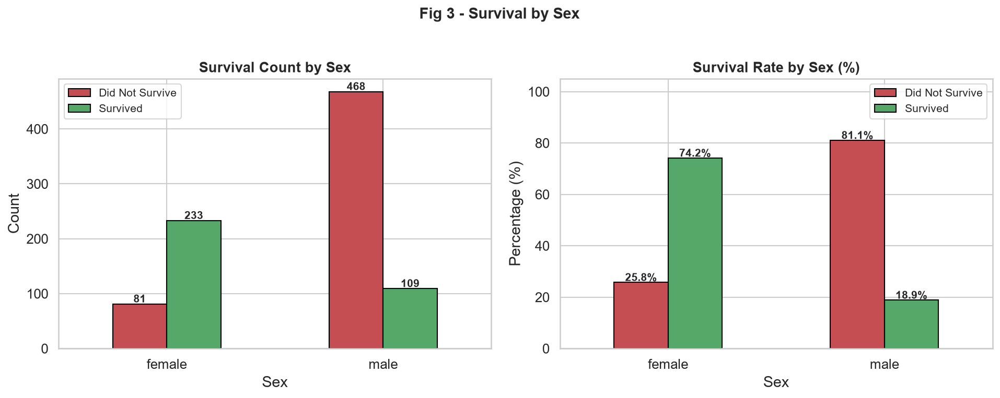 Fig 3 - Survival by Sex
Survival Count by Sex
Did Not Survive
Survived
468
400
300
233
200
109
100
81
0
Count
female
male
Sex
Survival Rate by Sex (%)
Did Not Survive
Survived
100
81.1%
80
74.2%
60
40
25.8%
20
18.9%
0
Percentage (%)
female
male
Sex